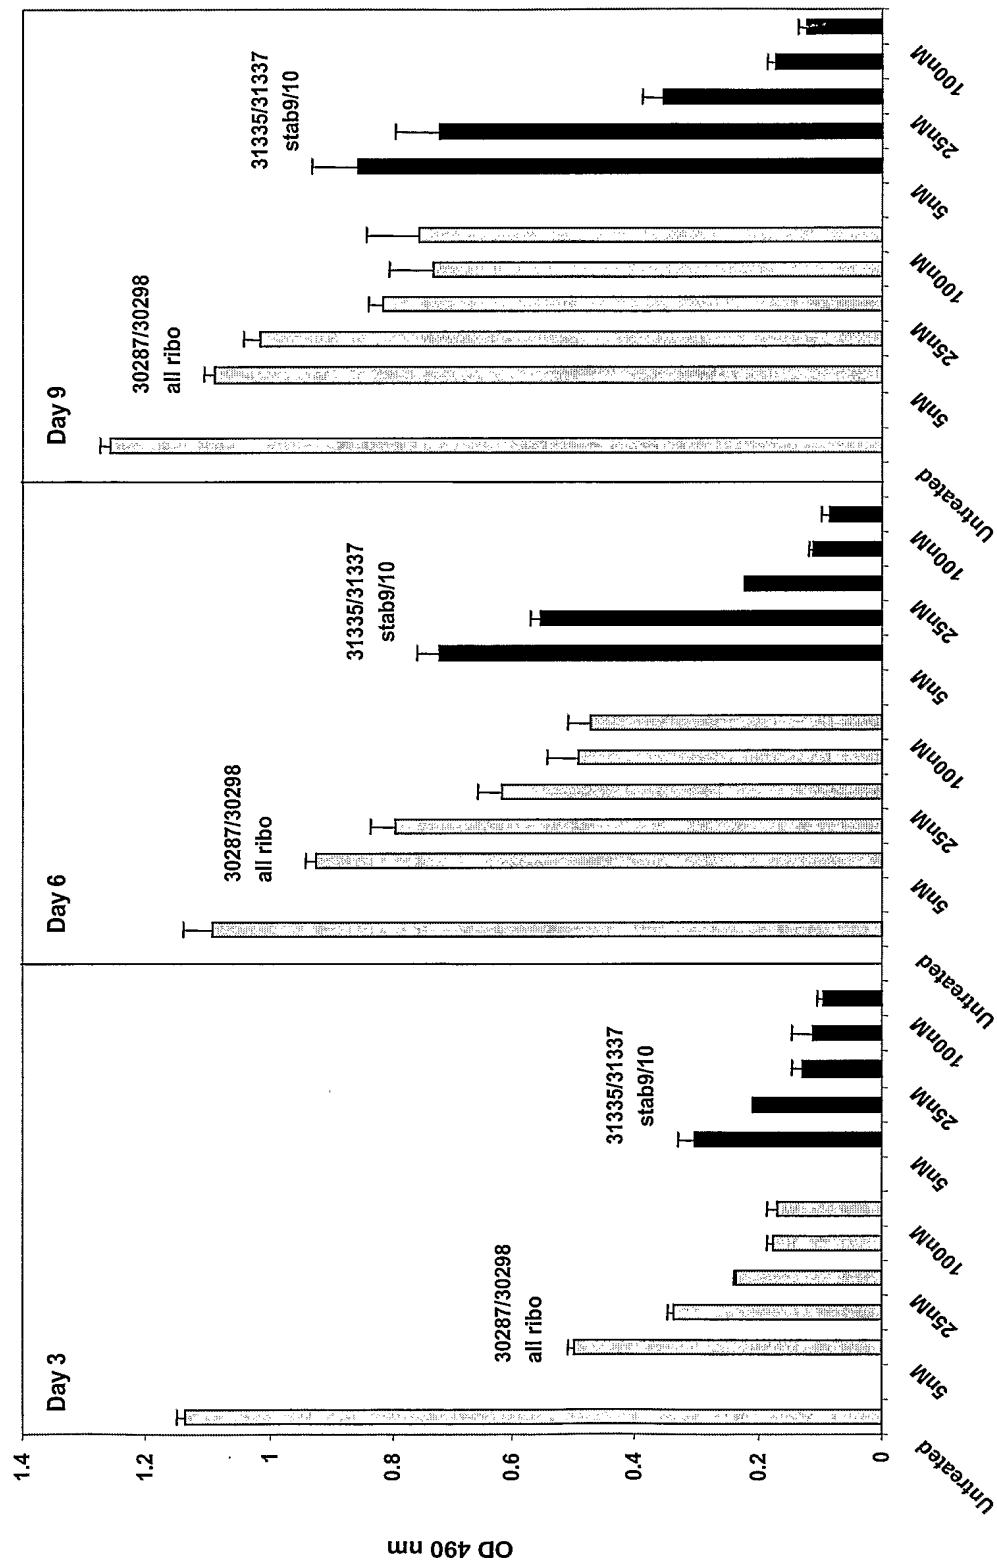 OD 490 nm
1.4
1.2
1
0.8
0.6
0.4
0.2
0
Day 3
30287/30298
all ribo
31335/31337
stab9/10
Day 6
30287/30298
all ribo
31335/31337
stab9/10
Day 9
30287/30298
all ribo
31335/31337
stab9/10
Untreated
5nM
25nM
100nM
5nM
25nM
100nM
Untreated
5nM
25nM
100nM
5nM
25nM
100nM
Untreated
5nM
25nM
100nM
5nM
25nM
100nM